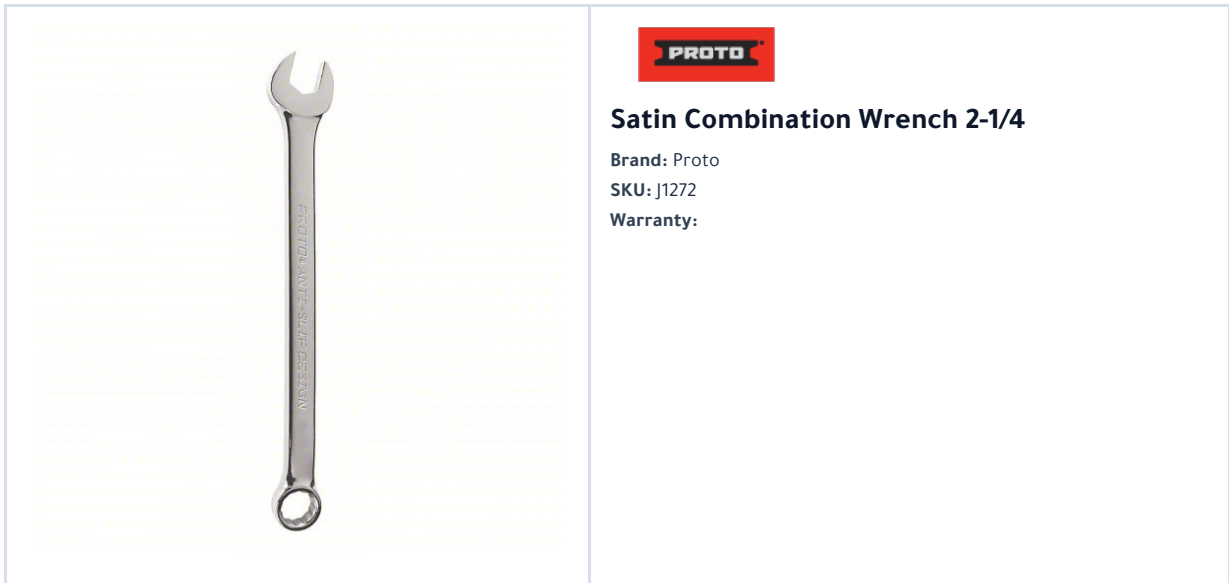 PROTO® ANTI-SLIP DESIGN
PROTO
Satin Combination Wrench 2-1/4
Brand: Proto
SKU: J1272
Warranty: